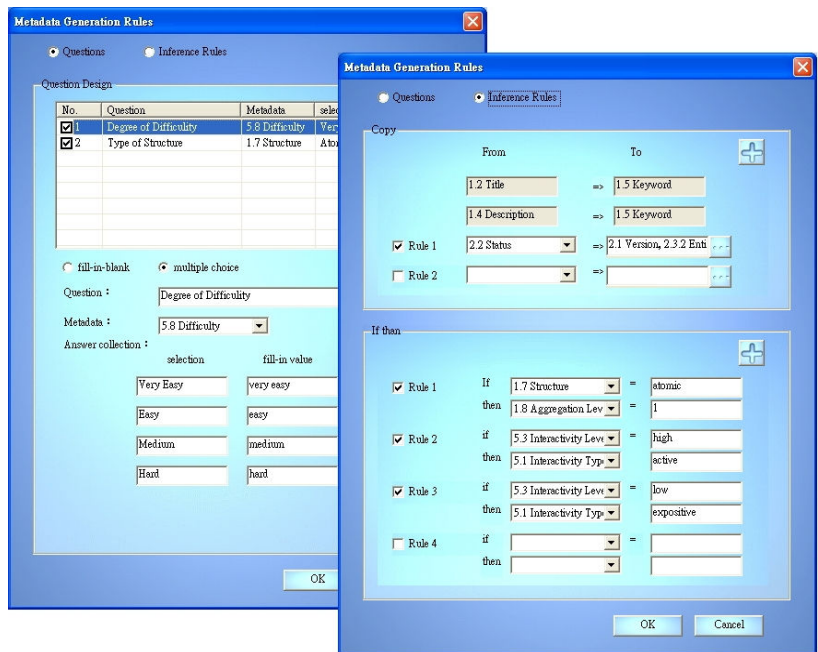 Metadata Generation Rules
Questions Inference Rules
Question Design
No. Question Metadata selec
1 Degree of Difficulity 5.8 Difficulty Very
2 Type of Structure 1.7 Structure Ato
fill-in-blank multiple choice
Question : Degree of Difficulity
Metadata : 5.8 Difficulty
Answer collection :
selection fill-in value
Very Easy very easy
Easy easy
Medium medium
Hard hard
OK
Metadata Generation Rules
Questions Inference Rules
Copy
From To
1.2 Title => 1.5 Keyword
1.4 Description => 1.5 Keyword
Rule 1 2.2 Status => 2.1 Version, 2.3.2 Enti ...
Rule 2 => ...
If than
Rule 1 If 1.7 Structure = atomic
then 1.8 Aggregation Lev 1
Rule 2 if 5.3 Interactivity Leve = high
then 5.1 Interactivity Typ active
Rule 3 if 5.3 Interactivity Leve = low
then 5.1 Interactivity Typ expositive
Rule 4 if =
then
OK Cancel